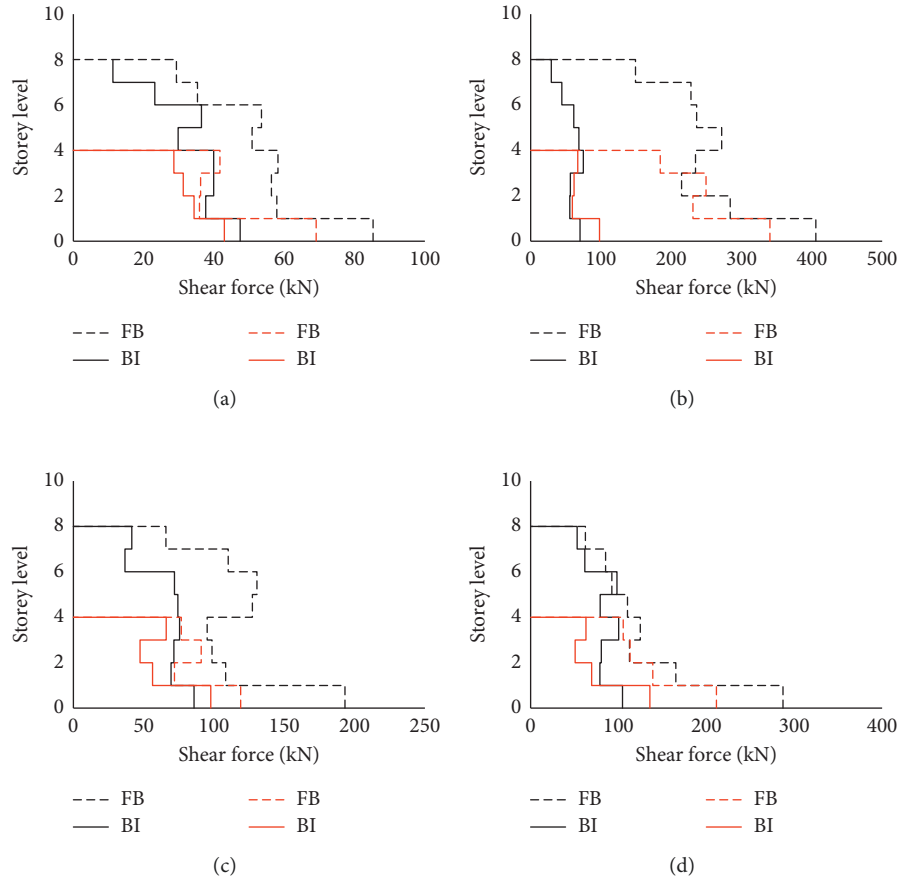 10
8
6
4
2
0
Storey level
0 20 40 60 80 100
Shear force (kN)
FB FB
BI BI
(a)
10
8
6
4
2
0
Storey level
0 100 200 300 400 500
Shear force (kN)
FB FB
BI BI
(b)
10
8
6
4
2
0
Storey level
0 50 100 150 200 250
Shear force (kN)
FB FB
BI BI
(c)
10
8
6
4
2
0
Storey level
0 100 200 300 400
Shear force (kN)
FB FB
BI BI
(d)